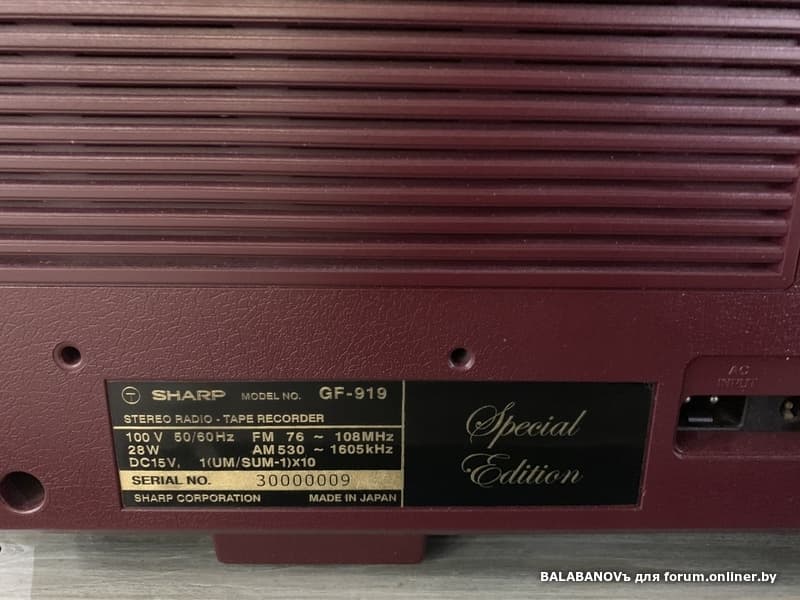 Ⓣ SHARP MODEL NO. GF-919
STEREO RADIO - TAPE RECORDER
100 V 50/60Hz FM 76 ~ 108MHz
28W AM 530 ~ 1605kHz
DC15V, 1(UM/SUM-1)X10
SERIAL NO. 30000009
SHARP CORPORATION MADE IN JAPAN
Special
Edition
AC
INPUT
BALABANOVъ для forum.onliner.by